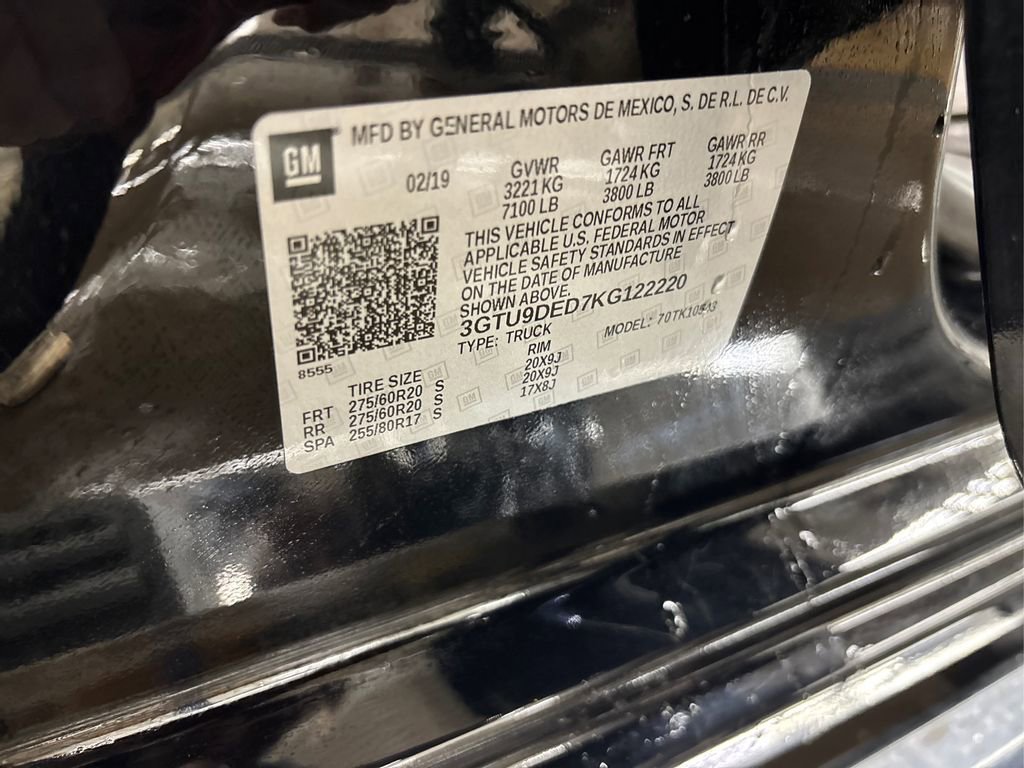 MFD BY GENERAL MOTORS DE MEXICO, S. DE R.L. DE C.V.
GM
02/19
GVWR GAWR FRT GAWR RR
3221 KG 1724 KG 1724 KG
7100 LB 3800 LB 3800 LB
THIS VEHICLE CONFORMS TO ALL
APPLICABLE U.S. FEDERAL MOTOR
VEHICLE SAFETY STANDARDS IN EFFECT
ON THE DATE OF MANUFACTURE
SHOWN ABOVE.
3GTU9DED7KG122220
TYPE: TRUCK MODEL:
8555
TIRE SIZE RIM
FRT 275/60R20 S 20X9J
RR 275/60R20 S 20X9J
SPA 255/80R17 S 17X8J